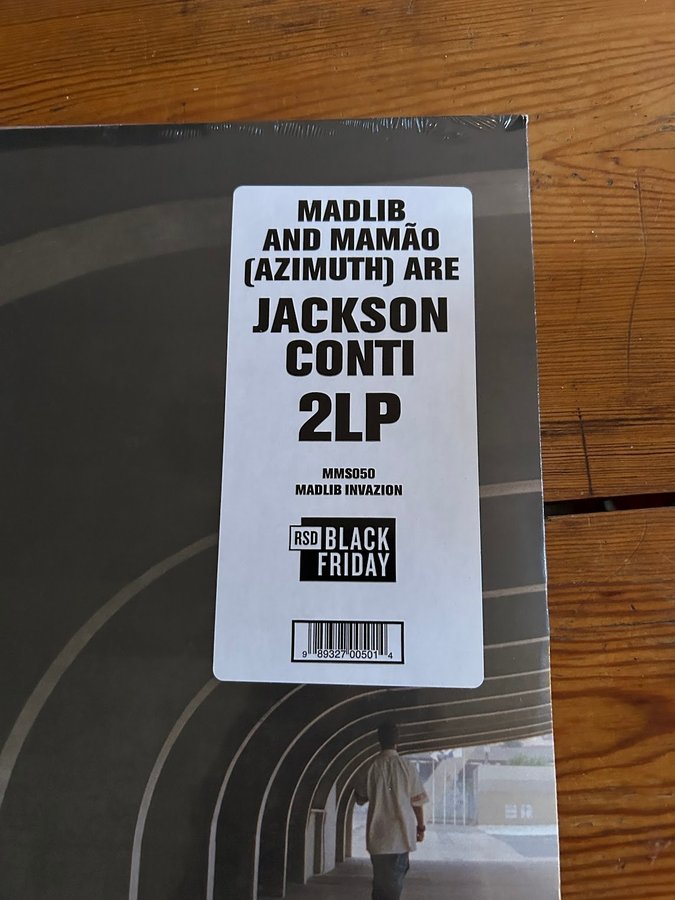 MADLIB
AND MAMÃO
(AZIMUTH) ARE
JACKSON
CONTI
2LP
MMS050
MADLIB INVAZION
RSD BLACK
FRIDAY
9 89327 00501 4